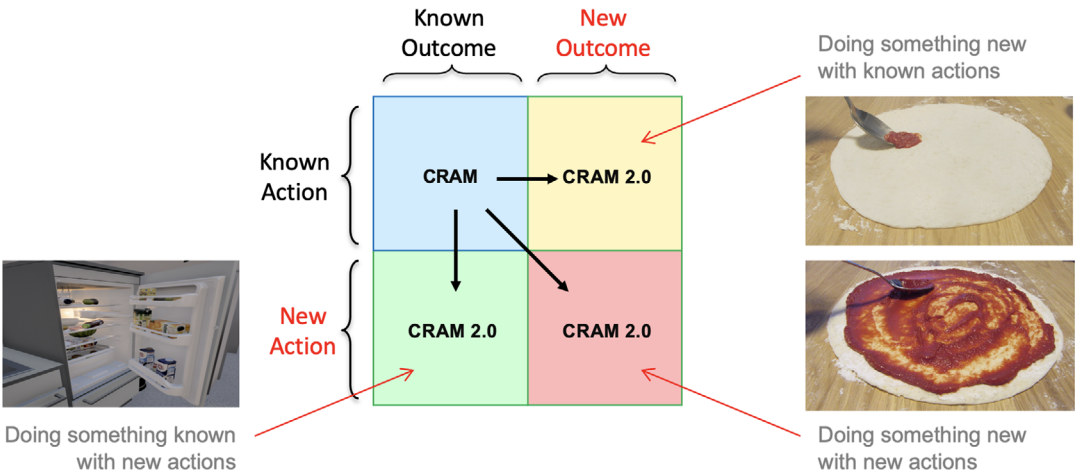 Known
Outcome
New
Outcome
Doing something new
with known actions
Known
Action
CRAM
CRAM 2.0
New
Action
CRAM 2.0
CRAM 2.0
Doing something known
with new actions
Doing something new
with new actions